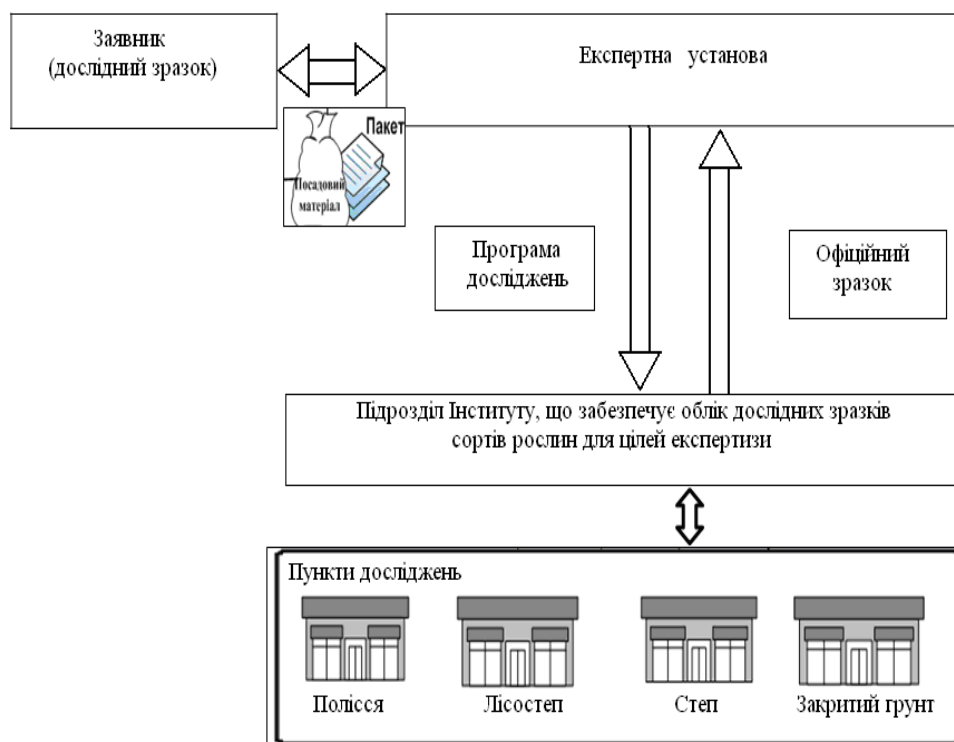 Заявник
(дослідний зразок)
Експертна установа
Пакет
Посадовий
матеріал
Програма
досліджень
Офіційний
зразок
Підрозділ Інституту, що забезпечує облік дослідних зразків
сортів рослин для цілей експертизи
Пункти досліджень
Полісся
Лісостеп
Степ
Закритий грунт